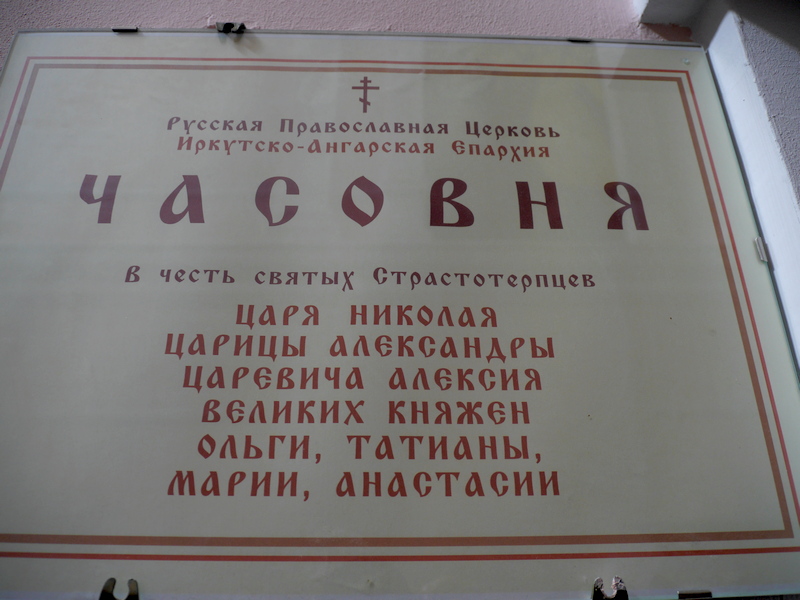 Русская Православная Церковь
Иркутско-Ангарская Епархия
ЧАСОВНЯ
В честь святых Страстотерпцев
ЦАРЯ НИКОЛАЯ
ЦАРИЦЫ АЛЕКСАНДРЫ
ЦАРЕВИЧА АЛЕКСИЯ
ВЕЛИКИХ КНЯЖЕН
ОЛЬГИ, ТАТИАНЫ,
МАРИИ, АНАСТАСИИ